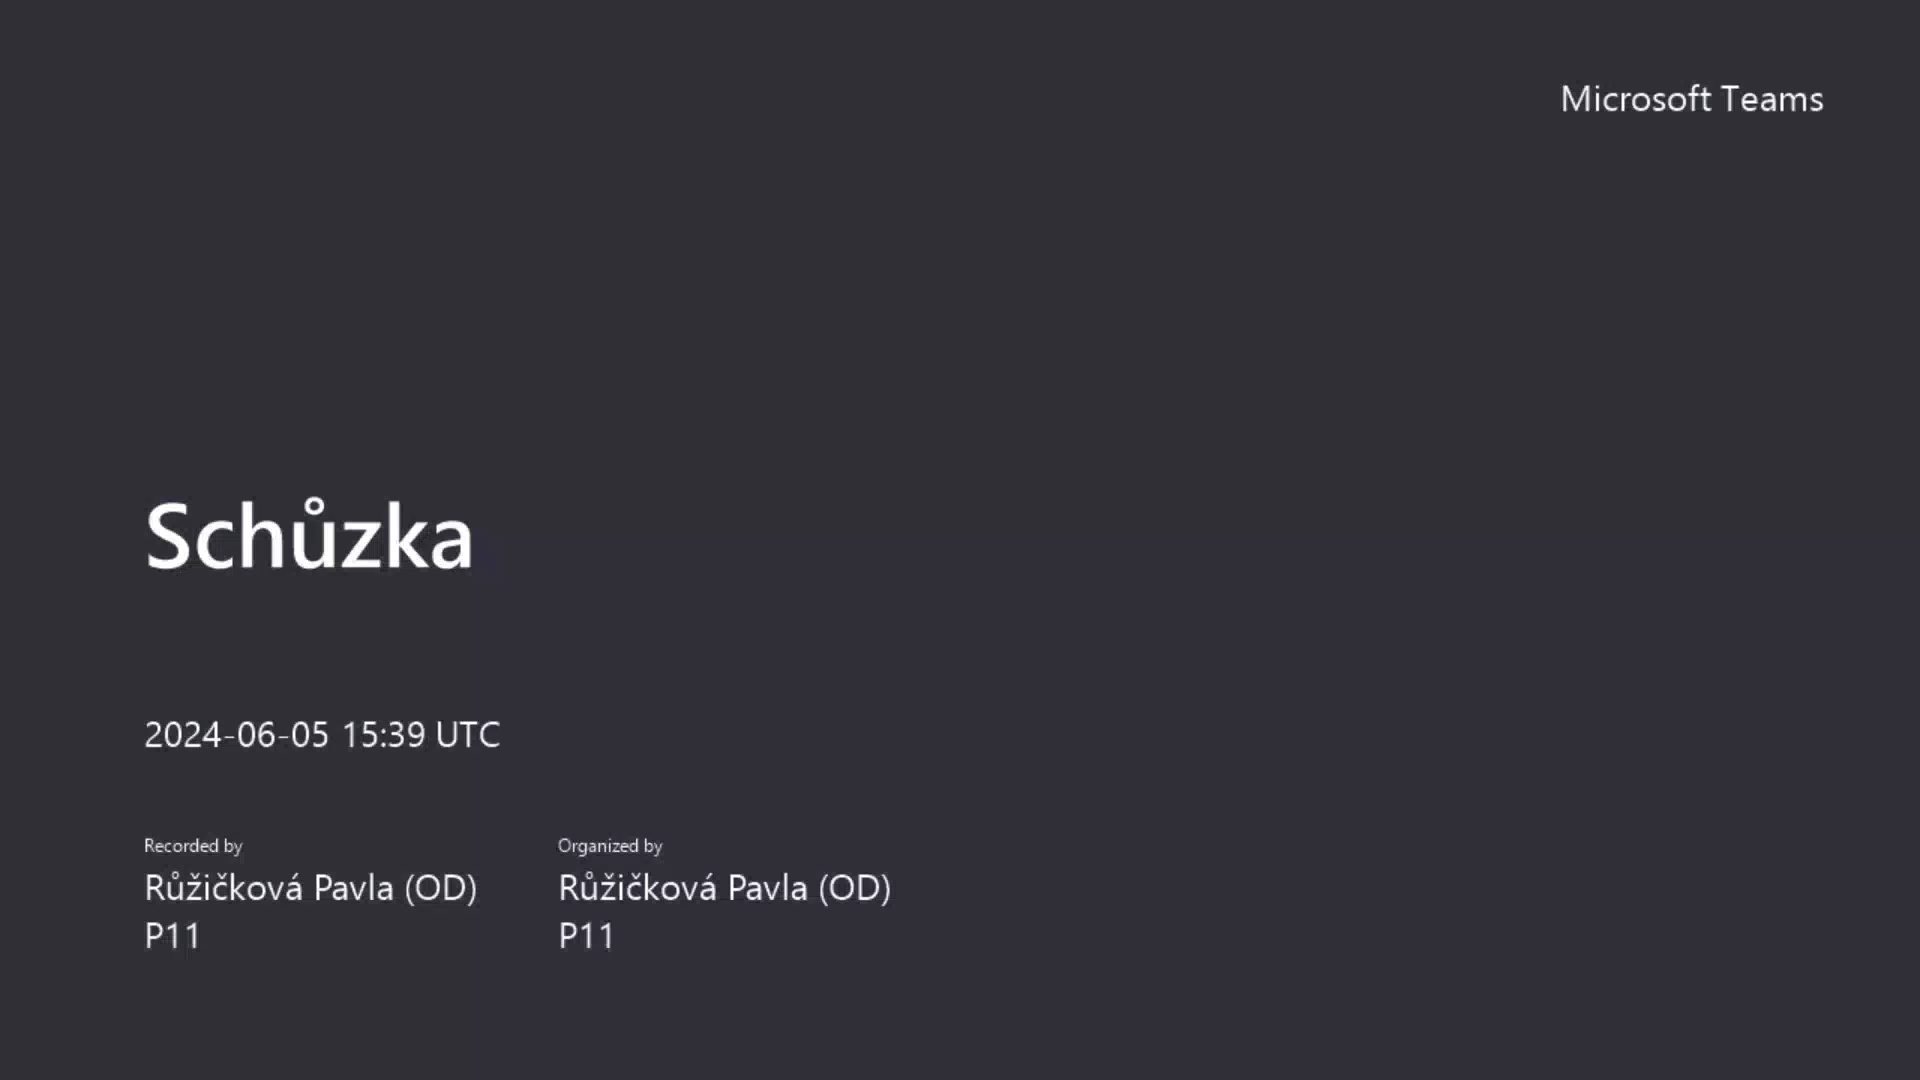 Microsoft Teams
Schůzka
2024-06-05 15:39 UTC
Recorded by
Růžičková Pavla (OD)
P11
Organized by
Růžičková Pavla (OD)
P11